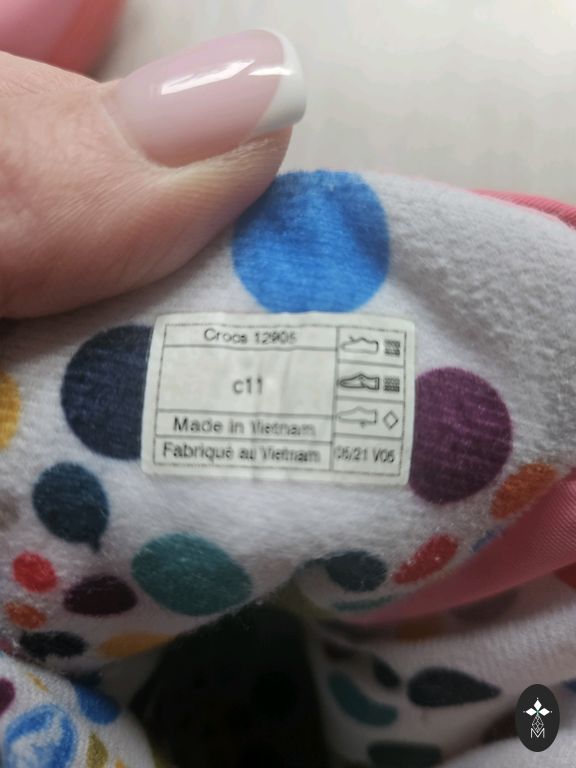 Crocs 12905
c11
Made in Vietnam
Fabriqué au Vietnam
06/21 V05
M